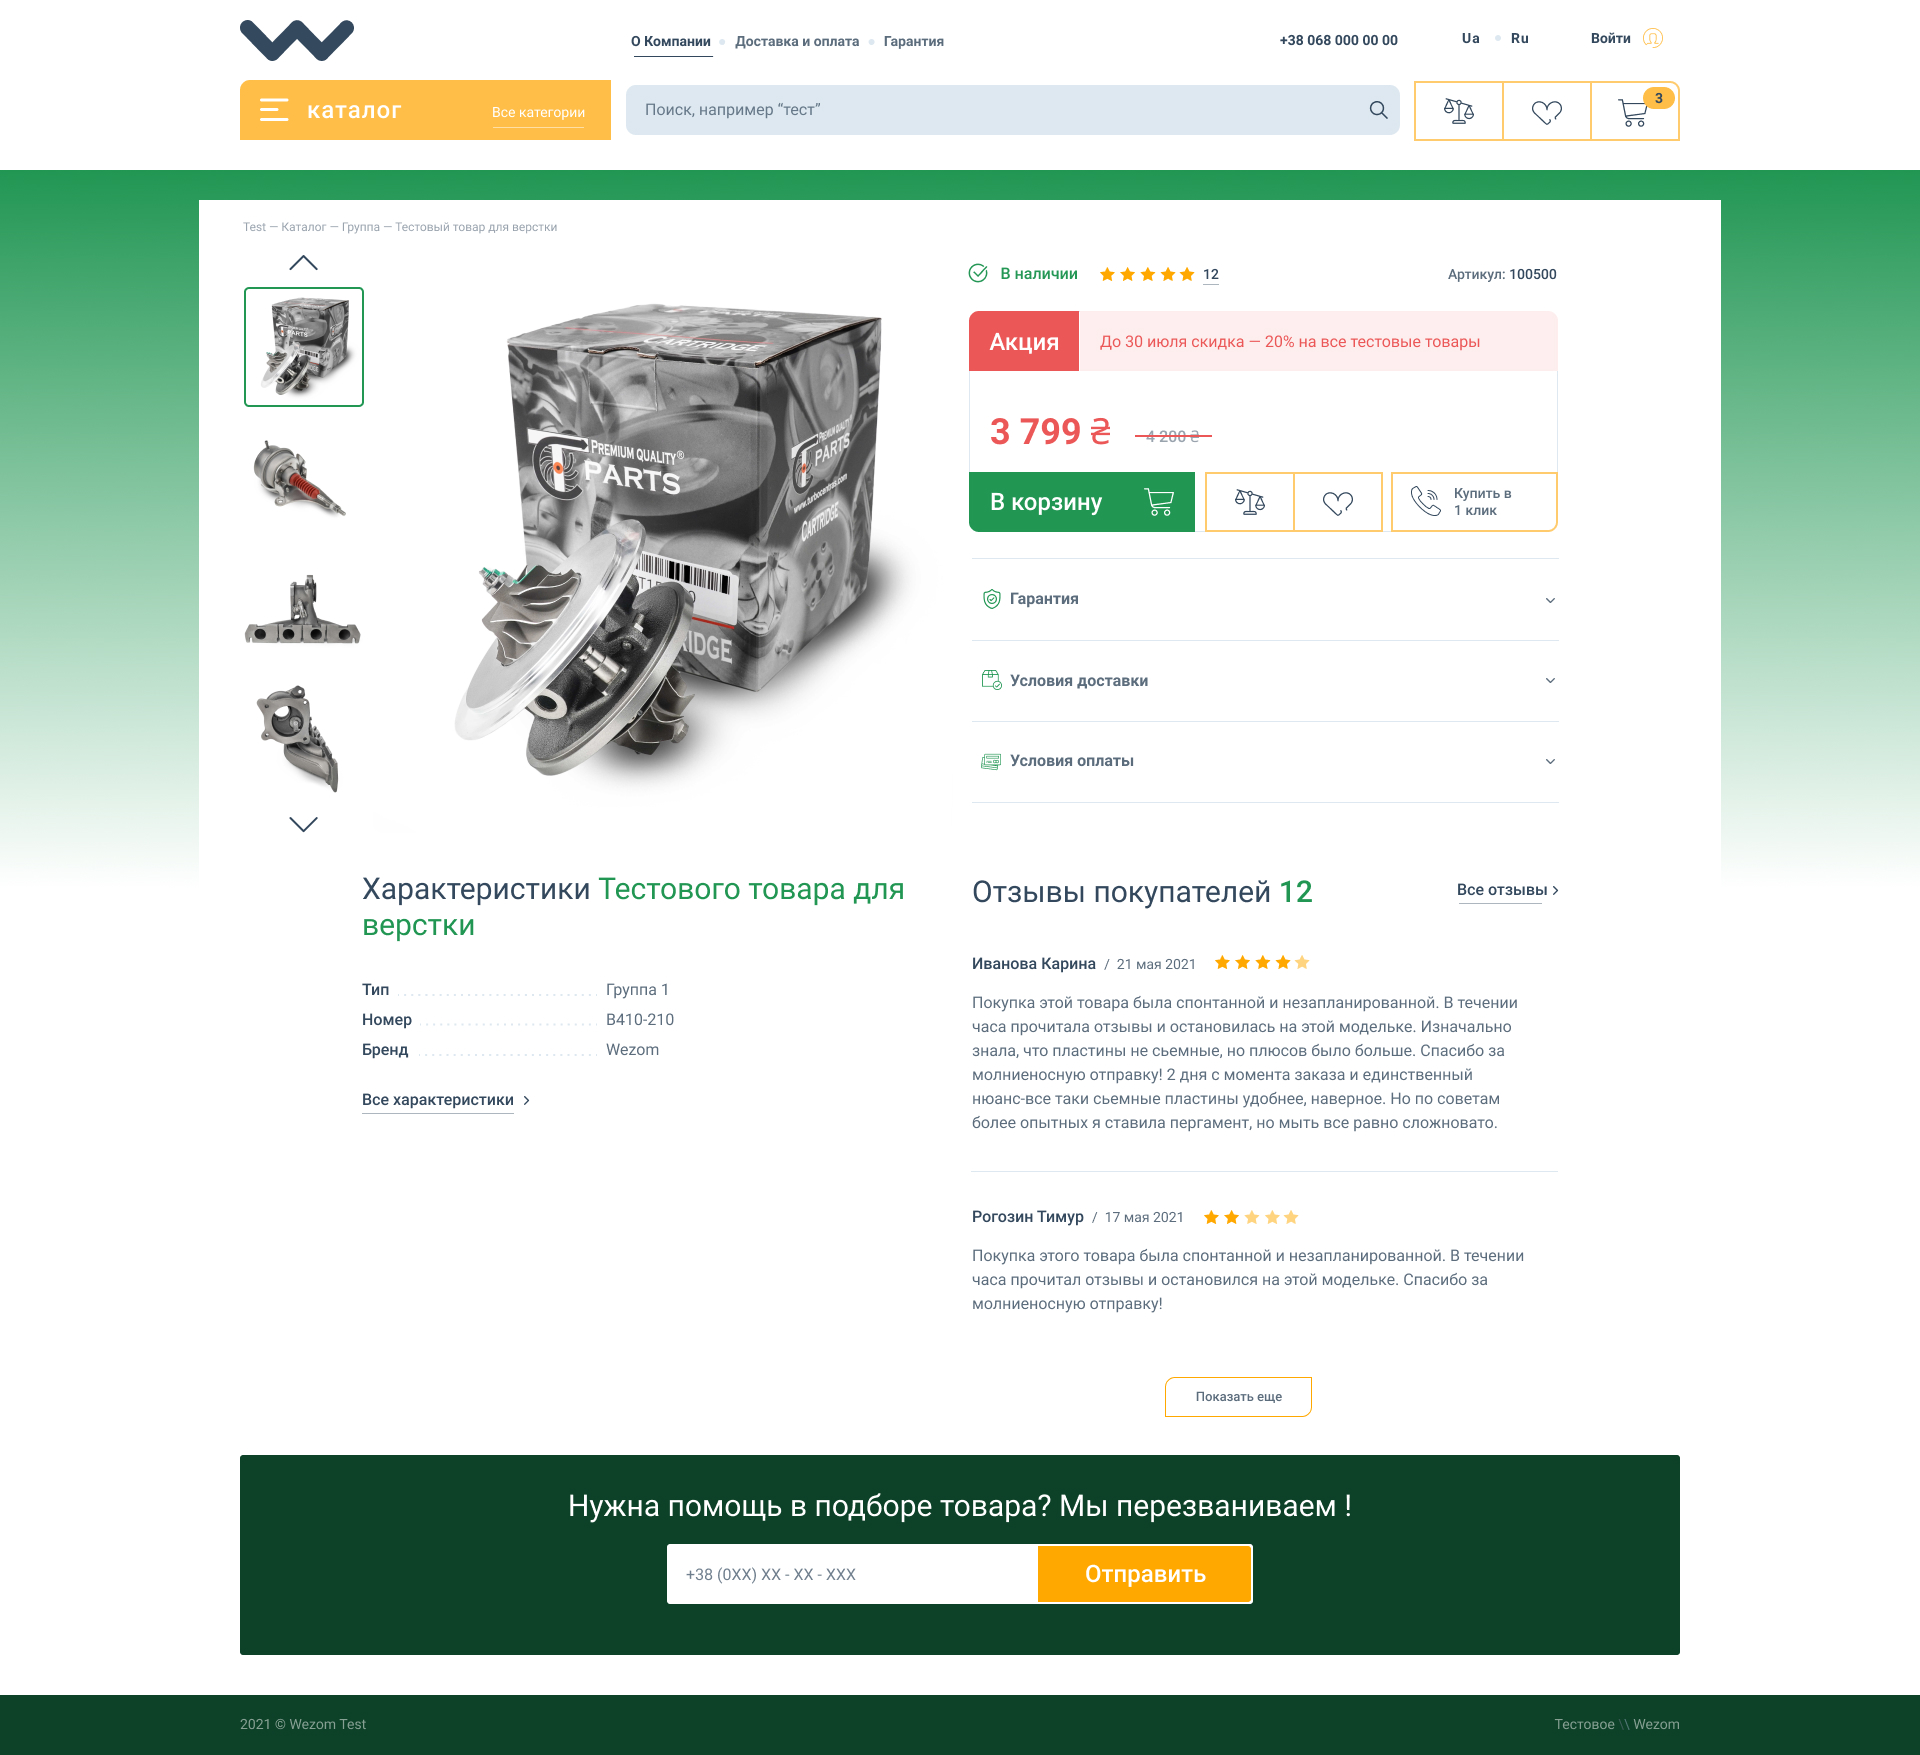 О Компании
Доставка и оплата
Гарантия
+38 068 000 00 00
Ua
Ru
Войти
каталог
Все категории
Поиск, например “тест”
3
Test — Каталог — Группа — Тестовый товар для верстки
В наличии
12
Артикул: 100500
PREMIUM QUALITY®
PARTS
CARTRIDGE
PREMIUM QUALITY
PARTS
www.turbocentras.com
CARTRIDGE
RIDGE
Акция
До 30 июля скидка — 20% на все тестовые товары
3 799 ₴
4 200 ₴
В корзину
Купить в
1 клик
Гарантия
Условия доставки
Условия оплаты
Характеристики Тестового товара для
верстки
Тип
Группа 1
Номер
B410-210
Бренд
Wezom
Все характеристики
Отзывы покупателей 12
Все отзывы
Иванова Карина / 21 мая 2021
Покупка этой товара была спонтанной и незапланированной. В течении
часа прочитала отзывы и остановилась на этой модельке. Изначально
знала, что пластины не сьемные, но плюсов было больше. Спасибо за
молниеносную отправку! 2 дня с момента заказа и единственный
нюанс-все таки сьемные пластины удобнее, наверное. Но по советам
более опытных я ставила пергамент, но мыть все равно сложновато.
Рогозин Тимур / 17 мая 2021
Покупка этого товара была спонтанной и незапланированной. В течении
часа прочитал отзывы и остановился на этой модельке. Спасибо за
молниеносную отправку!
Показать еще
Нужна помощь в подборе товара? Мы перезваниваем !
+38 (0XX) XX - XX - XXX
Отправить
2021 © Wezom Test
Тестовое \\ Wezom